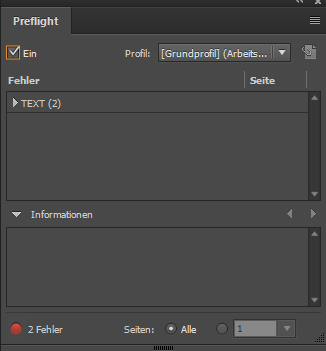 Preflight
Ein Profil: [Grundprofil] (Arbeits...
Fehler Seite
TEXT (2)
Informationen
2 Fehler Seiten: Alle 1